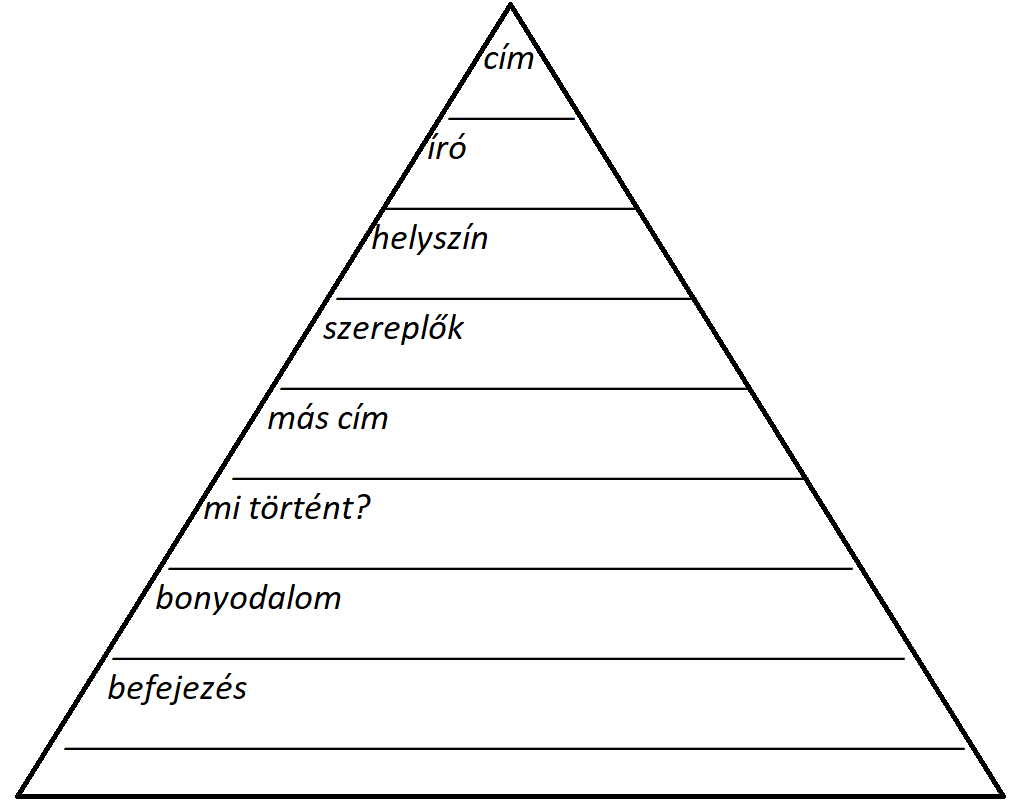 cím
író
helyszín
szereplők
más cím
mi történt?
bonyodalom
befejezés